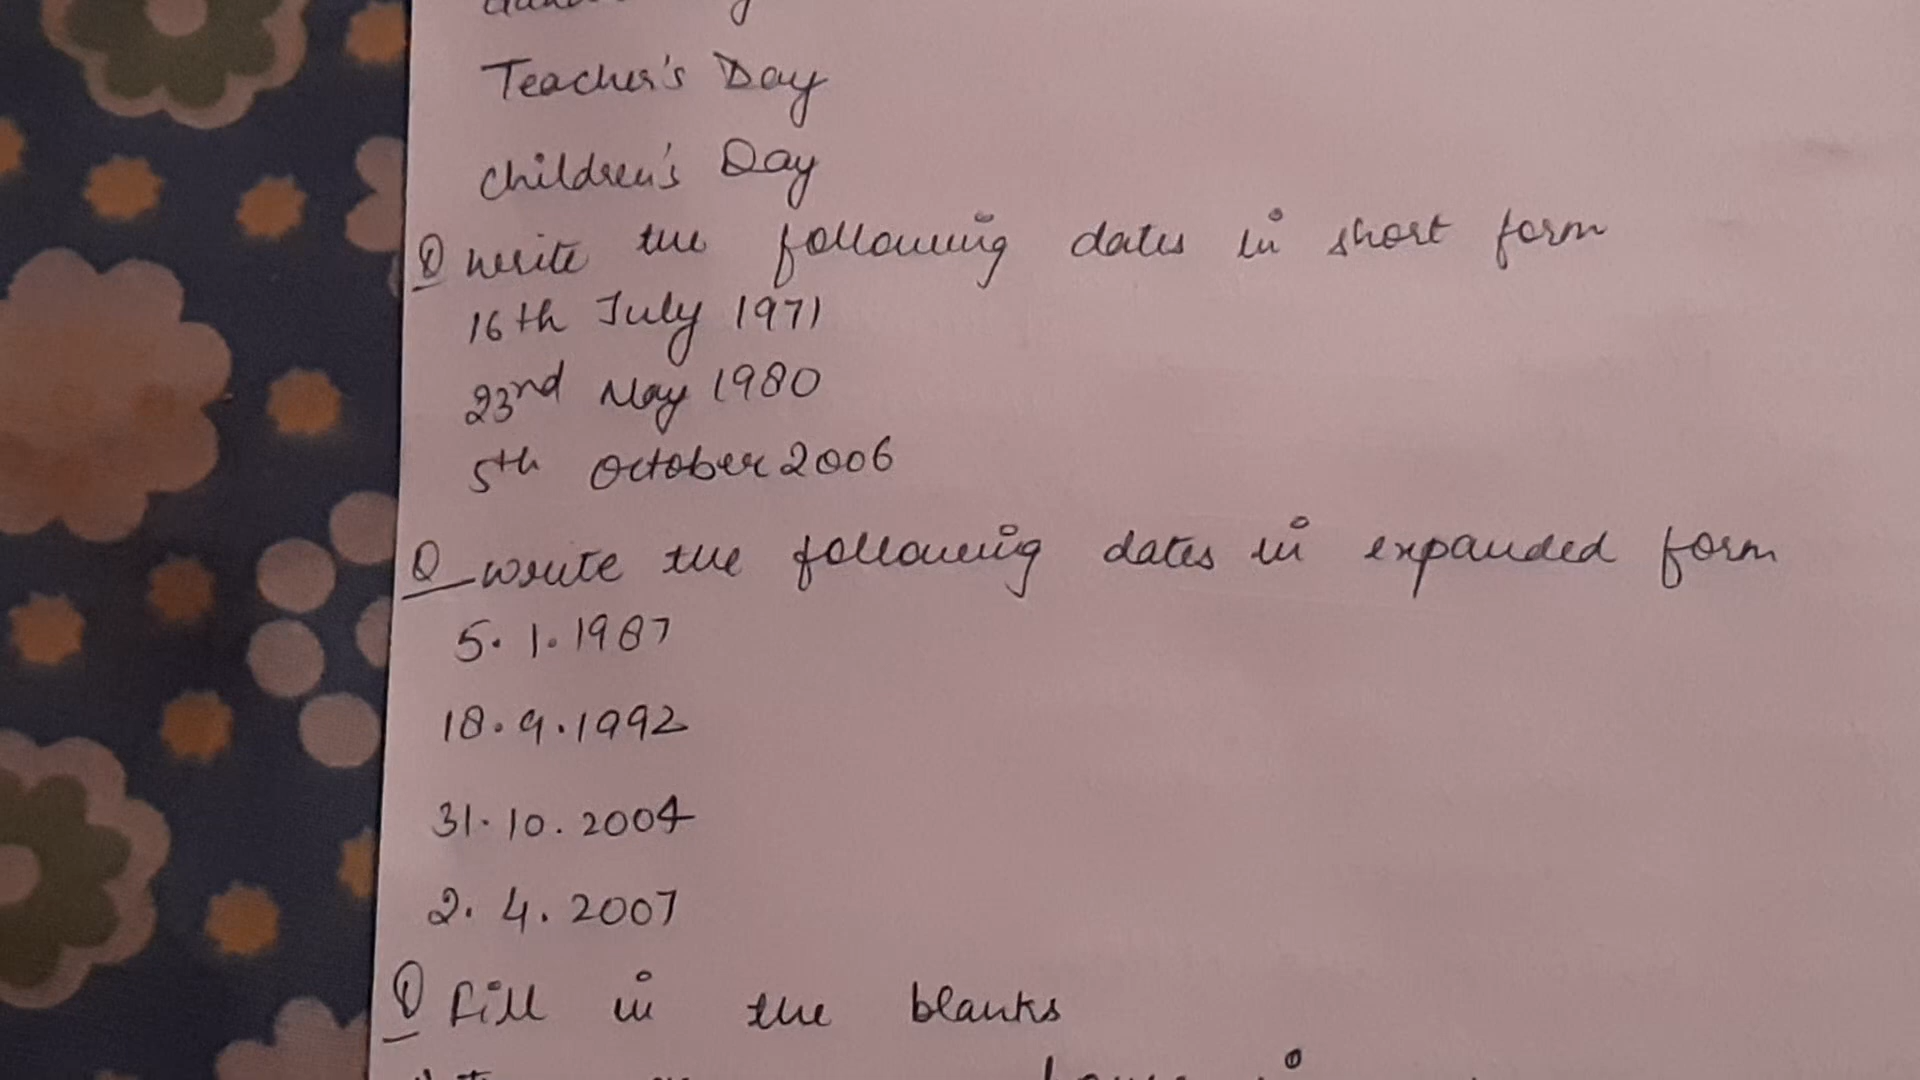 Teacher's Day
Children's Day
Q write the following dates in short form
16th July 1971
23nd May 1980
5th October 2006
Q write the following dates in expanded form
5.1.1987
18.9.1992
31.10.2004
2.4.2007
Q Fill in the blanks